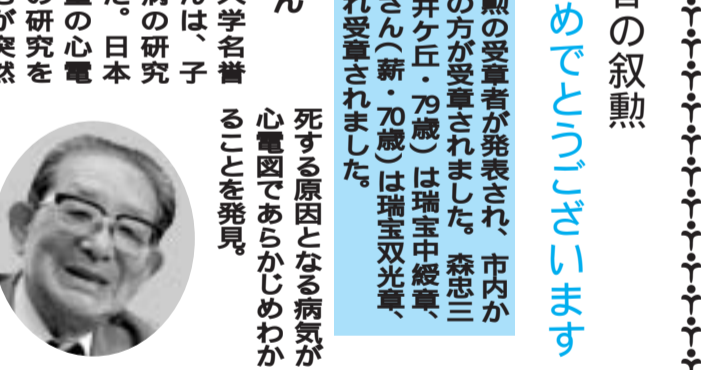 者の叙勲
めでとうございます
勲の受章者が発表され、市内か
の方が受章されました。森忠三
井ケ丘・79歳)は瑞宝中綬章、
さん(薪・70歳)は瑞宝双光章、
れ受章されました。
ん
大学名誉
んは、子
病の研究
た。日本
童の心電
の研究を
が突然
死する原因となる病気が
心電図であらかじめわか
ることを発見。